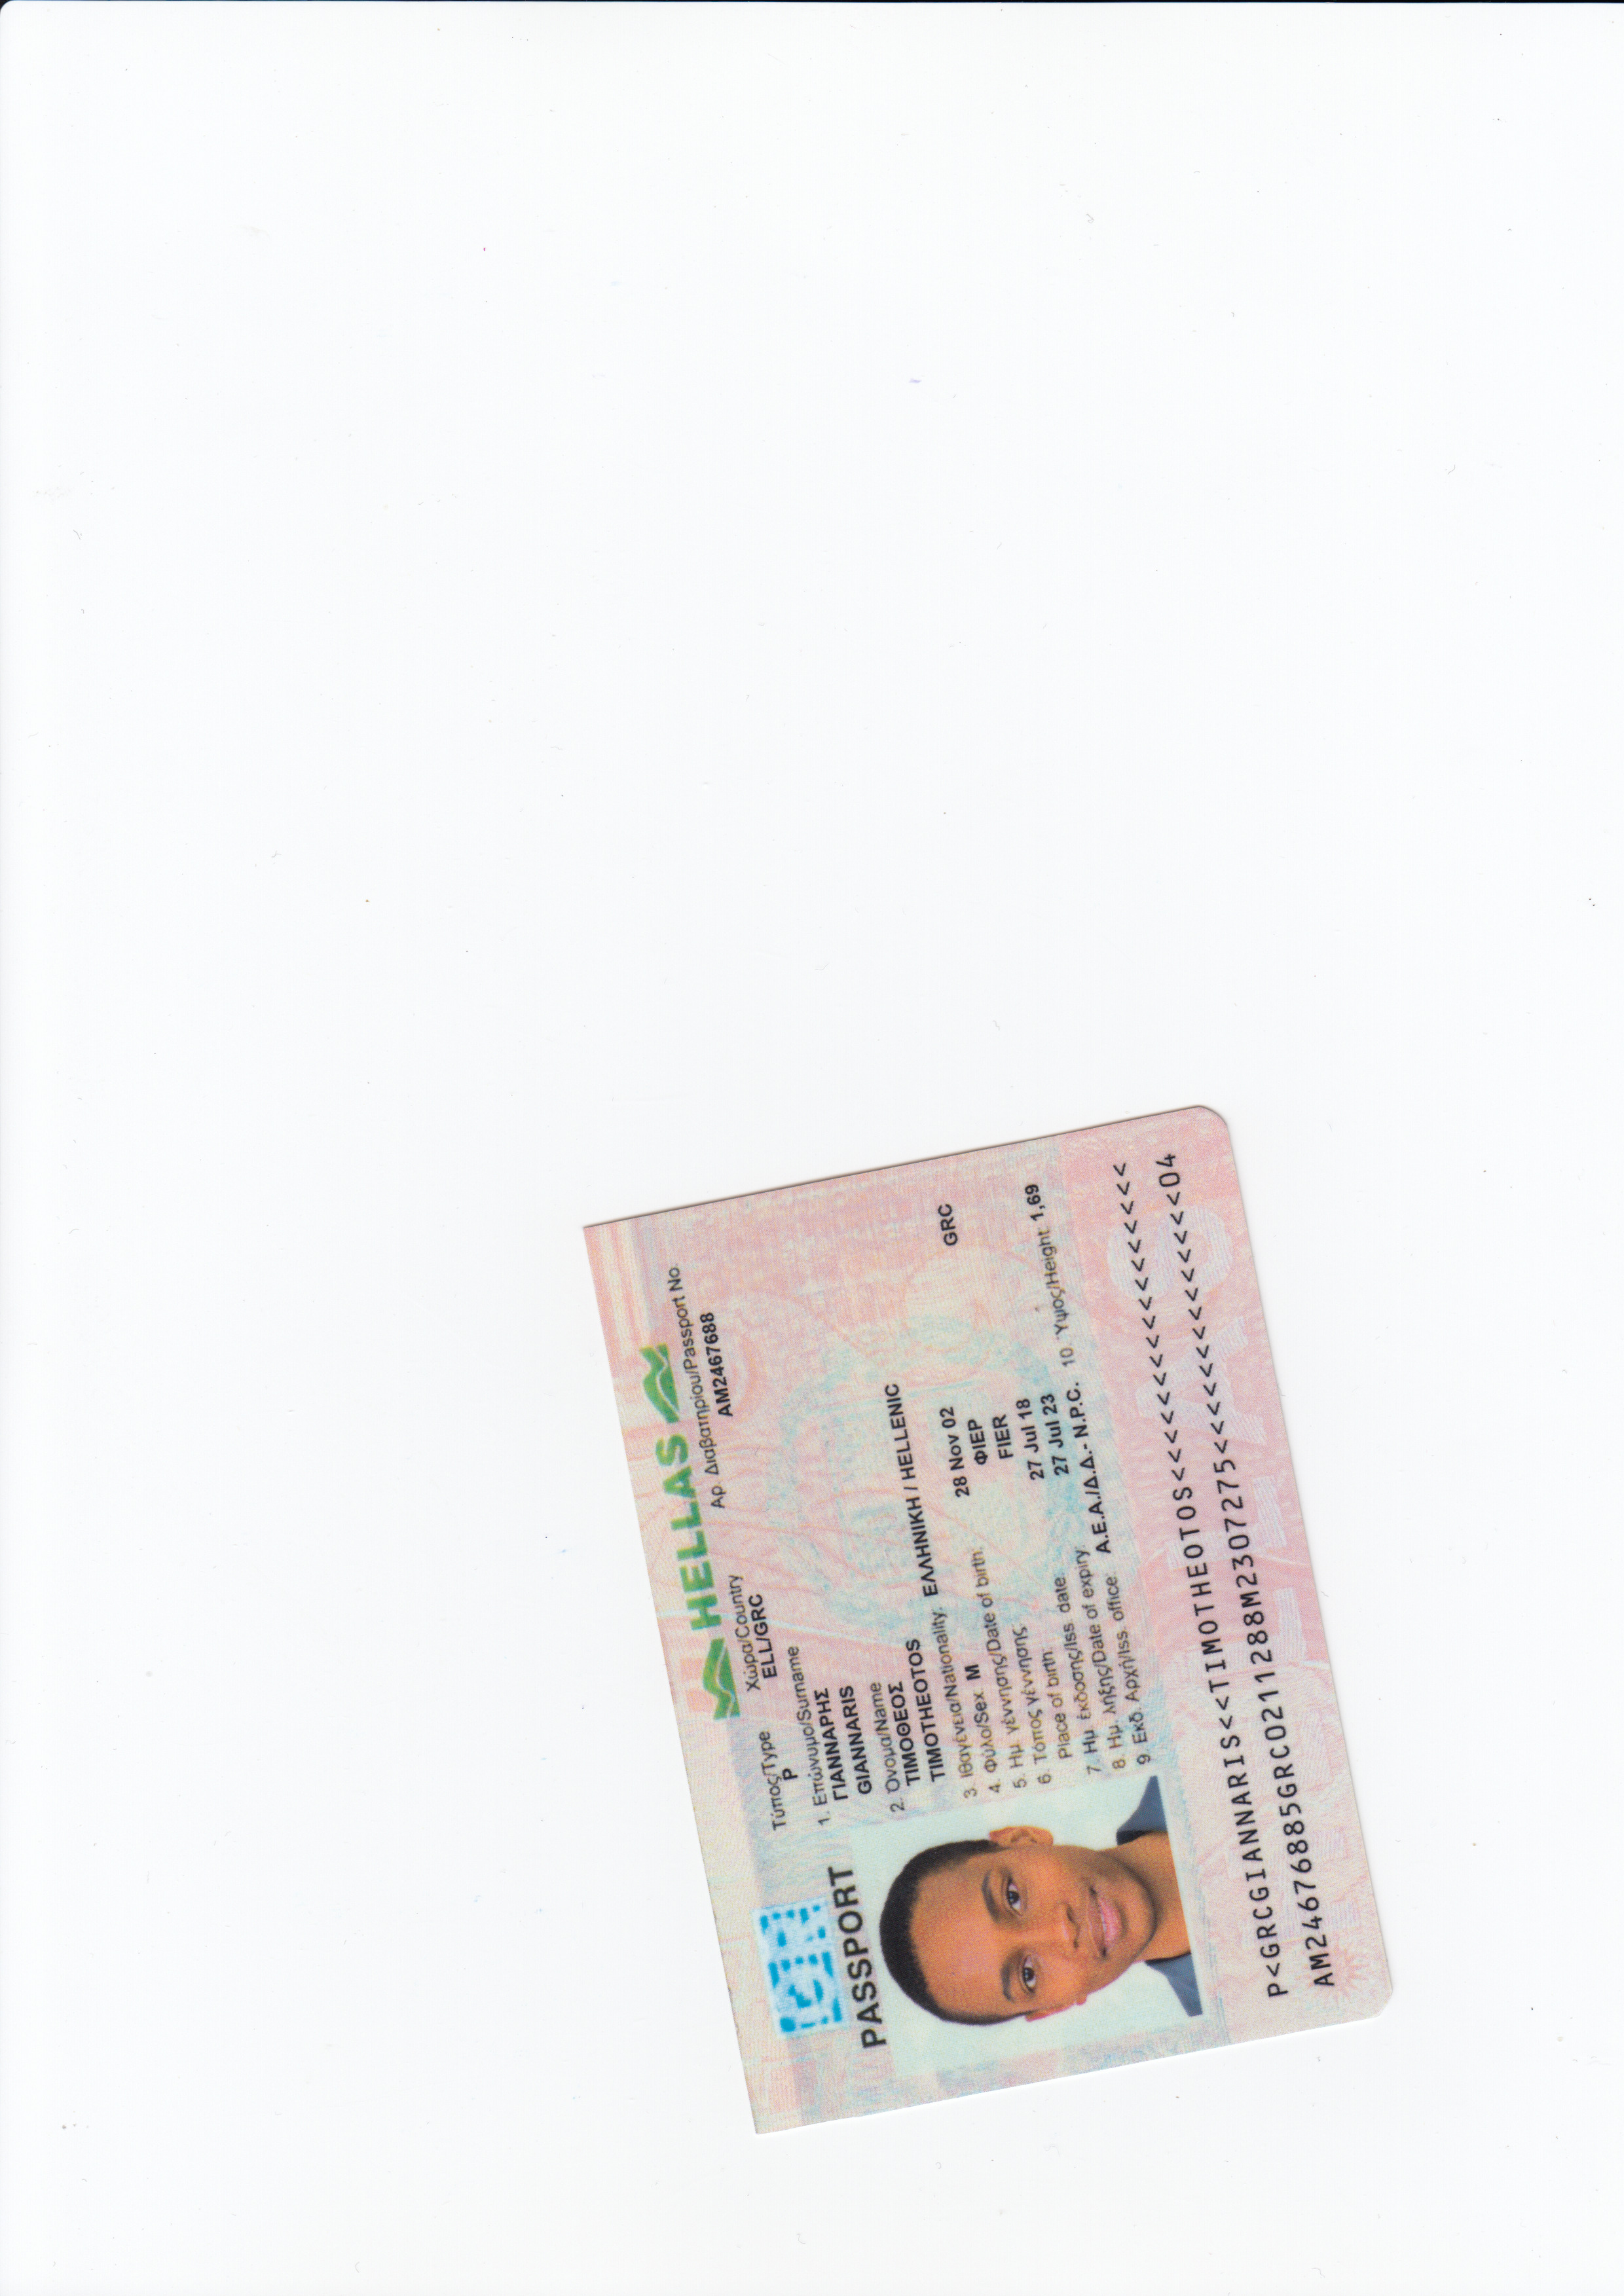 HELLAS
PASSPORT
Τύπος/Type
P
Χώρα/Country
ELL/GRC
Αρ. Διαβατηρίου/Passport No
AM2467688
1. Επώνυμο/Surname
ΓΙΑΝΝΑΡΗΣ
GIANNARIS
2. Όνομα/Name
ΤΙΜΟΘΕΟΣ
TIMOTHEOTOS
3. Ιθαγένεια/Nationality. ΕΛΛΗΝΙΚΗ / HELLENIC
4. Φύλο/Sex M
5. Ημ γέννησης/Date of birth: 28 Nov 02
6. Τόπος γέννησης ΦΙΕΡ GRC
Place of birth: FIER
7. Ημ έκδοσης/Iss. date: 27 Jul 18
8. Ημ. λήξης/Date of expiry 27 Jul 23
9. Εκδ. Αρχή/Iss. office: Α.Ε.Α./Δ.Δ.- N.P.C. 10. Υψος/Height 1,69
P<GRCGIANNARIS<<TIMOTHEOTOS<<<<<<<<<<<<<<<<<
AM24676885GRC0211288M2307275<<<<<<<<<<<<<<04